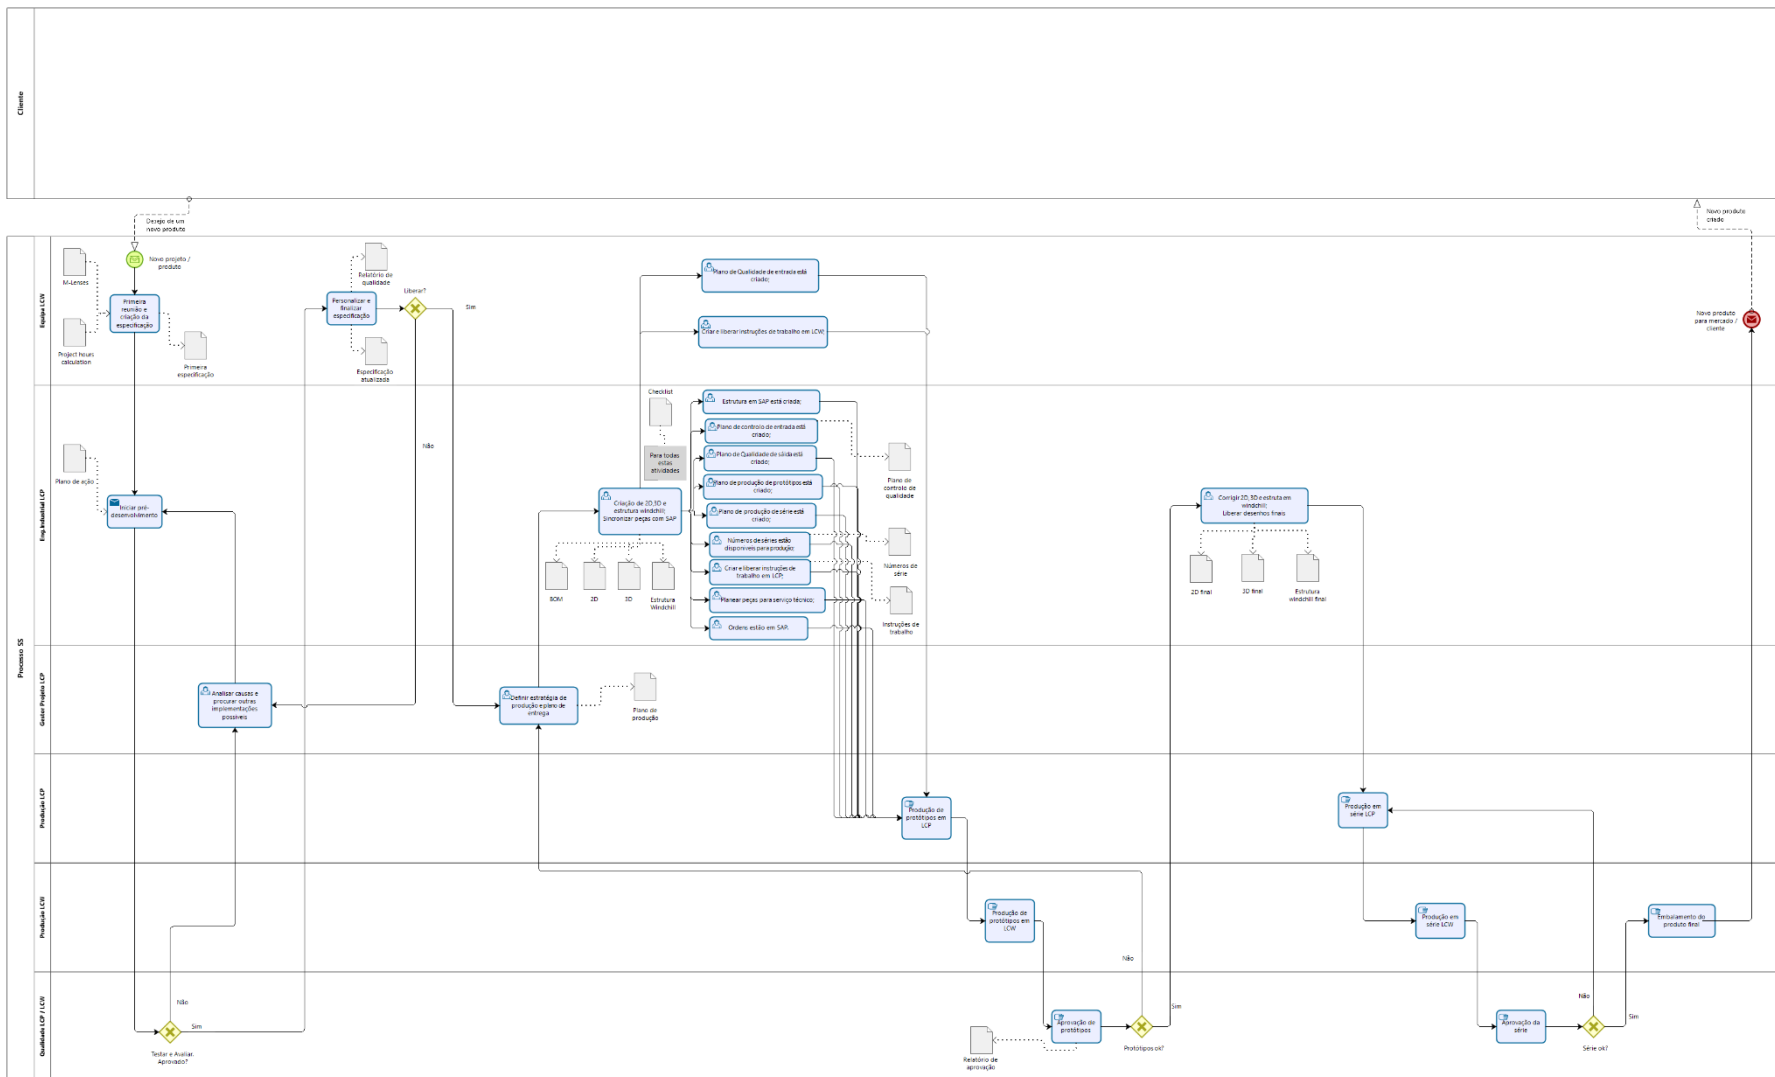 Cliente
Desejo de um
novo produto
Novo produto
criado
Processo SS
Equipa LCW
M-Lenses
Project hours
calculation
Novo projeto /
produto
Primeira
reunião e
criação da
especificação
Primeira
especificação
Relatório de
qualidade
Personalizar e
finalizar
especificação
Especificação
atualizada
Liberar?
Sim
Não
Plano de Qualidade de entrada está
criado;
Criar e liberar instruções de trabalho em LCW;
Novo produto
para mercado /
cliente
Eng.Industrial LCP
Plano de ação
Iniciar pré-
desenvolvimento
Checklist
Para todas
estas
atividades
Criação de 2D,3D e
estrutura windchill;
Sincronizar peças com SAP
BOM
2D
3D
Estrutura
Windchill
Estrutura em SAP está criada;
Plano de controlo de entrada está
criado;
Plano de Qualidade de saída está
criado;
Plano de produção de protótipos está
criado;
Plano de produção de série está
criado;
Números de séries estão
disponíveis para produção;
Criar e liberar instruções de
trabalho em LCP;
Planear peças para serviço técnico;
Ordens estão em SAP.
Plano de
controlo de
qualidade
Números de
série
Instruções de
trabalho
Corrigir 2D, 3D e estrutura em
windchill;
Liberar desenhos finais
2D final
3D final
Estrutura
windchill final
Gestor Projeto LCP
Analisar causas e
procurar outras
implementações
possíveis
Definir estratégia de
produção e plano de
entrega
Plano de
produção
Produção LCP
Produção de
protótipos em
LCP
Produção em
série LCP
Produção LCW
Produção de
protótipos em
LCW
Produção em
série LCW
Embalamento do
produto final
Qualidade LCP / LCW
Não
Sim
Testar e Avaliar.
Aprovado?
Relatório de
aprovação
Aprovação de
protótipos
Não
Sim
Protótipos ok?
Aprovação da
série
Não
Sim
Série ok?